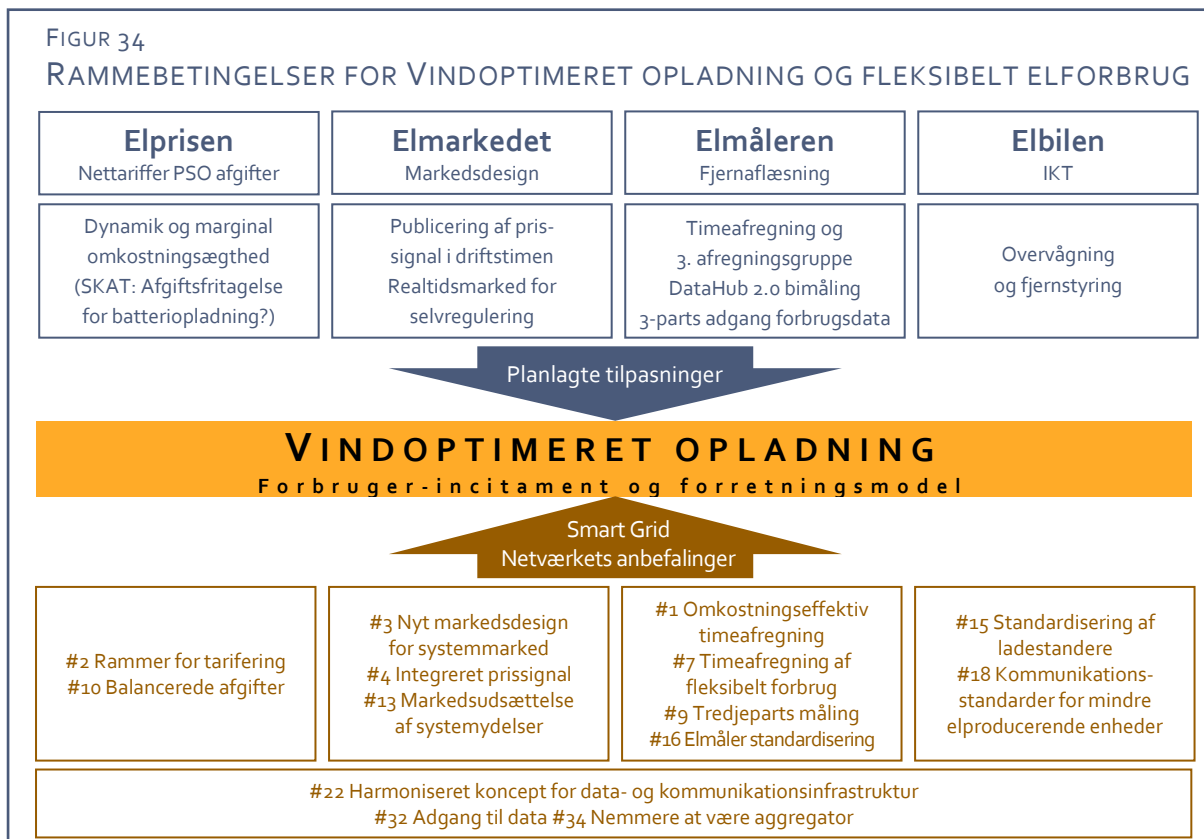 FIGUR 34
RAMMEBETINGELSER FOR VINDOPTIMERET OPLADNING OG FLEKSIBELT ELFORBRUG
Elprisen
Nettariffer PSO afgifter
Elmarkedet
Markedsdesign
Elmåleren
Fjernaflæsning
Elbilen
IKT
Dynamik og marginal
omkostningsægthed
(SKAT: Afgiftsfritagelse
for batteriopladning?)
Publicering af pris-
signal i driftstimen
Realtidsmarked for
selvregulering
Timeafregning og
3. afregningsgruppe
DataHub 2.0 bimåling
3-parts adgang forbrugsdata
Overvågning
og fjernstyring
Planlagte tilpasninger
VINDOPTIMERET OPLADNING
Forbruger-incitament og forretningsmodel
Smart Grid
Netværkets anbefalinger
#2 Rammer for tarifering
#10 Balancerede afgifter
#3 Nyt markedsdesign
for systemmarked
#4 Integreret prissignal
#13 Markedsudsættelse
af systemydelser
#1 Omkostningseffektiv
timeafregning
#7 Timeafregning af
fleksibelt forbrug
#9 Tredjeparts måling
#16 Elmåler standardisering
#15 Standardisering af
ladestandere
#18 Kommunikations-
standarder for mindre
elproducerende enheder
#22 Harmoniseret koncept for data- og kommunikationsinfrastruktur
#32 Adgang til data #34 Nemmere at være aggregator